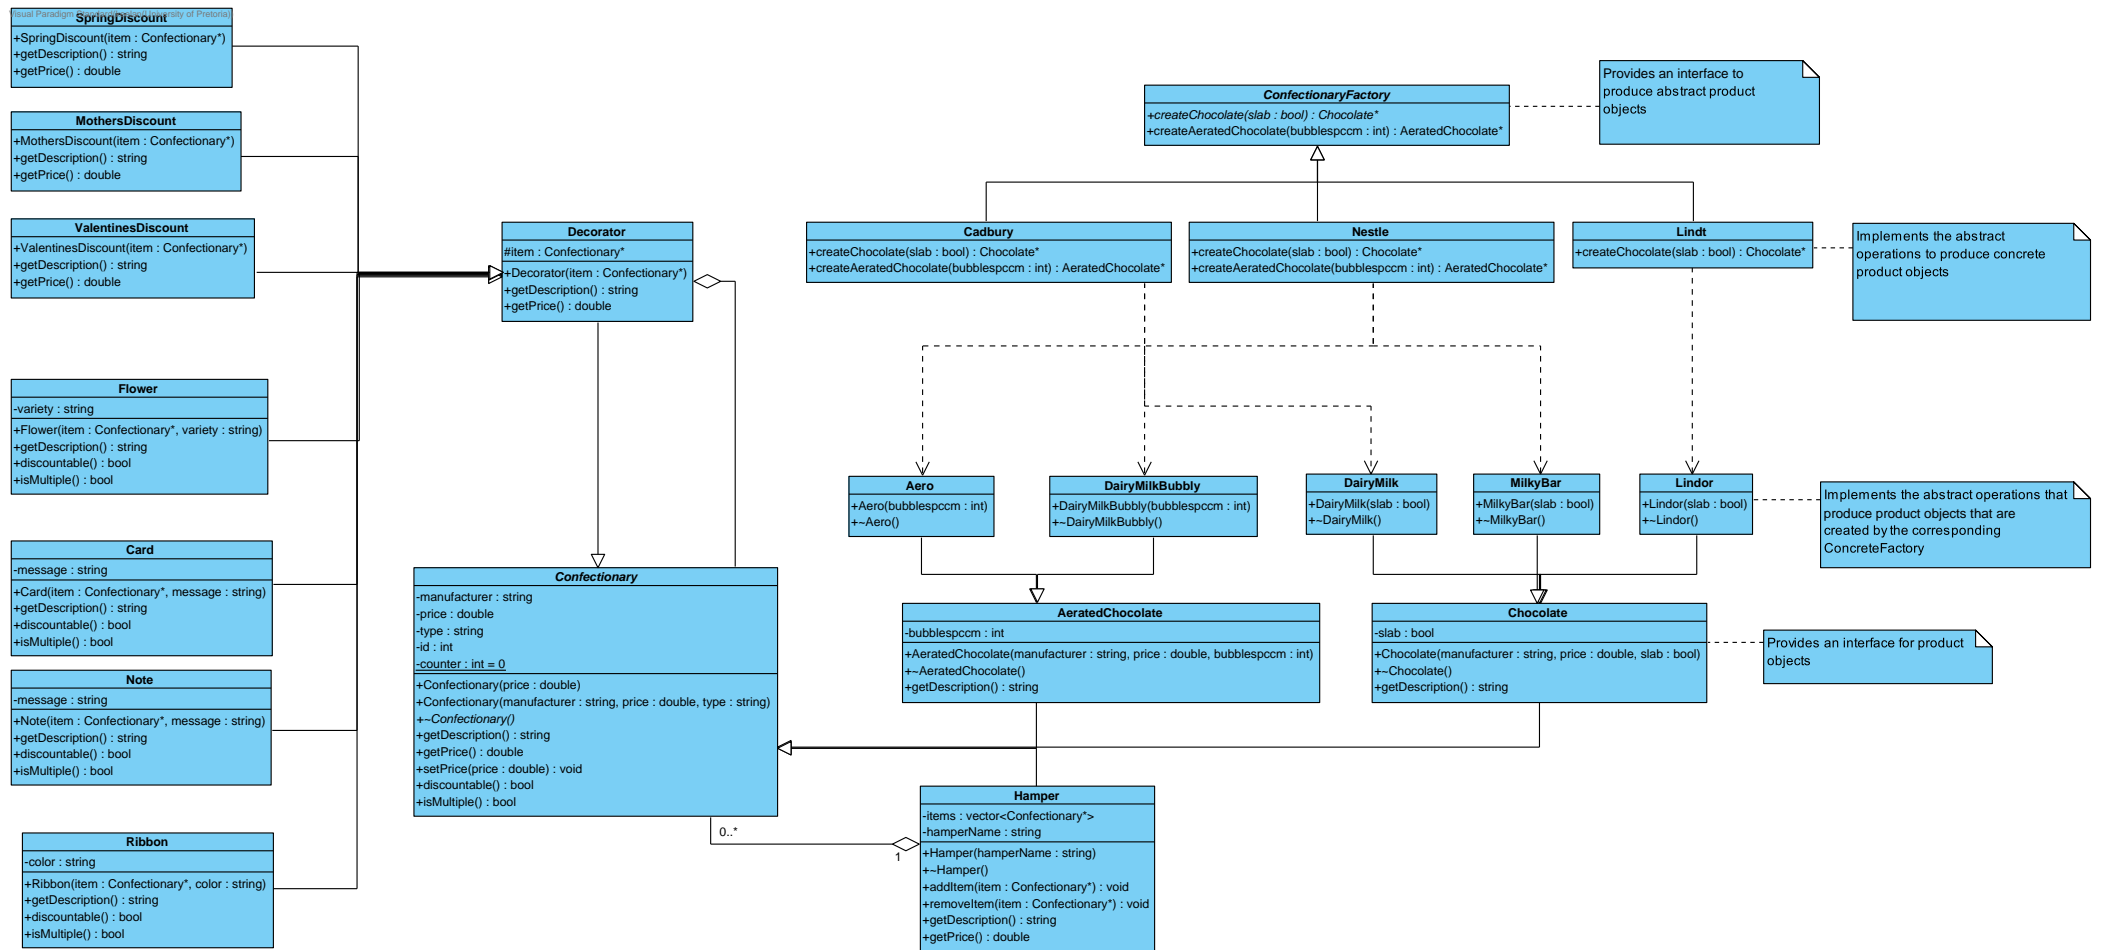 Visual Paradigm Standard(University of Pretoria)
SpringDiscount
+SpringDiscount(item : Confectionary*)
+getDescription() : string
+getPrice() : double
MothersDiscount
+MothersDiscount(item : Confectionary*)
+getDescription() : string
+getPrice() : double
ValentinesDiscount
+ValentinesDiscount(item : Confectionary*)
+getDescription() : string
+getPrice() : double
Flower
-variety : string
+Flower(item : Confectionary*, variety : string)
+getDescription() : string
+discountable() : bool
+isMultiple() : bool
Card
-message : string
+Card(item : Confectionary*, message : string)
+getDescription() : string
+discountable() : bool
+isMultiple() : bool
Note
-message : string
+Note(item : Confectionary*, message : string)
+getDescription() : string
+discountable() : bool
+isMultiple() : bool
Ribbon
-color : string
+Ribbon(item : Confectionary*, color : string)
+getDescription() : string
+discountable() : bool
+isMultiple() : bool
Decorator
#item : Confectionary*
+Decorator(item : Confectionary*)
+getDescription() : string
+getPrice() : double
Confectionary
-manufacturer : string
-price : double
-type : string
-id : int
-counter : int = 0
+Confectionary(price : double)
+Confectionary(manufacturer : string, price : double, type : string)
+~Confectionary()
+getDescription() : string
+getPrice() : double
+setPrice(price : double) : void
+discountable() : bool
+isMultiple() : bool
0..*
1
ConfectionaryFactory
+createChocolate(slab : bool) : Chocolate*
+createAeratedChocolate(bubblespccm : int) : AeratedChocolate*
Provides an interface to
produce abstract product
objects
Cadbury
+createChocolate(slab : bool) : Chocolate*
+createAeratedChocolate(bubblespccm : int) : AeratedChocolate*
Nestle
+createChocolate(slab : bool) : Chocolate*
+createAeratedChocolate(bubblespccm : int) : AeratedChocolate*
Lindt
+createChocolate(slab : bool) : Chocolate*
Implements the abstract
operations to produce concrete
product objects
Aero
+Aero(bubblespccm : int)
+~Aero()
DairyMilkBubbly
+DairyMilkBubbly(bubblespccm : int)
+~DairyMilkBubbly()
DairyMilk
+DairyMilk(slab : bool)
+~DairyMilk()
MilkyBar
+MilkyBar(slab : bool)
+~MilkyBar()
Lindor
+Lindor(slab : bool)
+~Lindor()
Implements the abstract operations that
produce product objects that are
created by the corresponding
ConcreteFactory
AeratedChocolate
-bubblespccm : int
+AeratedChocolate(manufacturer : string, price : double, bubblespccm : int)
+~AeratedChocolate()
+getDescription() : string
Chocolate
-slab : bool
+Chocolate(manufacturer : string, price : double, slab : bool)
+~Chocolate()
+getDescription() : string
Provides an interface for product
objects
Hamper
-items : vector<Confectionary*>
-hamperName : string
+Hamper(hamperName : string)
+~Hamper()
+addItem(item : Confectionary*) : void
+removeItem(item : Confectionary*) : void
+getDescription() : string
+getPrice() : double